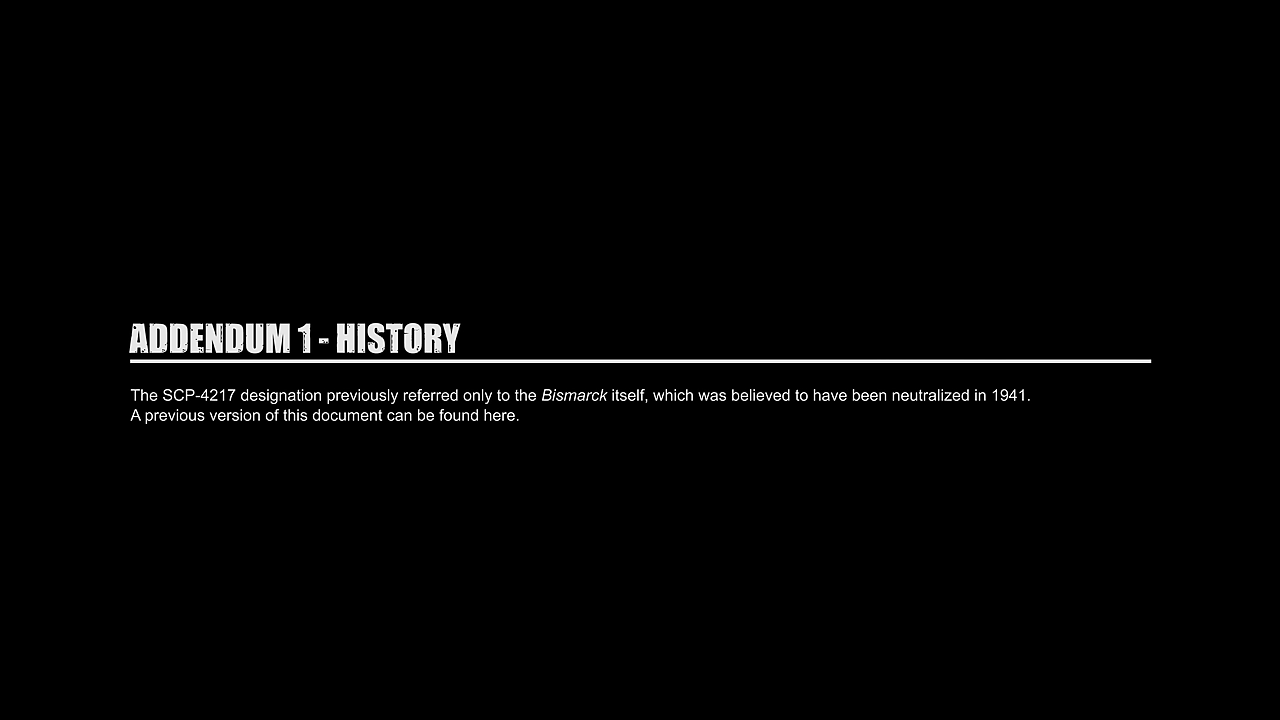 ADDENDUM 1 - HISTORY
The SCP-4217 designation previously referred only to the Bismarck itself, which was believed to have been neutralized in 1941.
A previous version of this document can be found here.